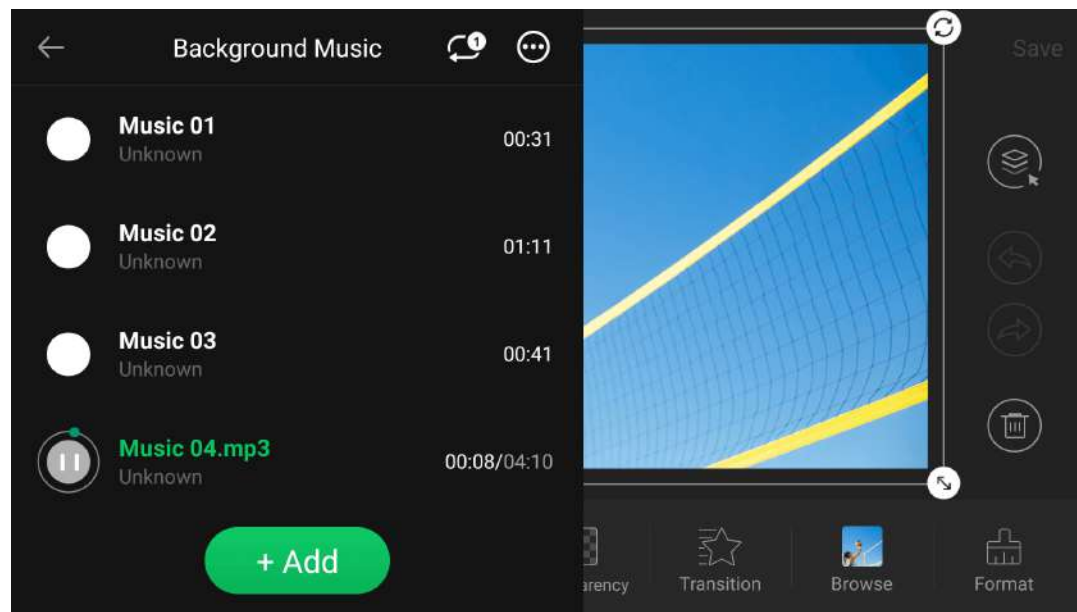 Background Music
1
Save
Music 01
Unknown
00:31
Music 02
Unknown
01:11
Music 03
Unknown
00:41
Music 04.mp3
Unknown
00:08/04:10
+ Add
arency
Transition
Browse
Format